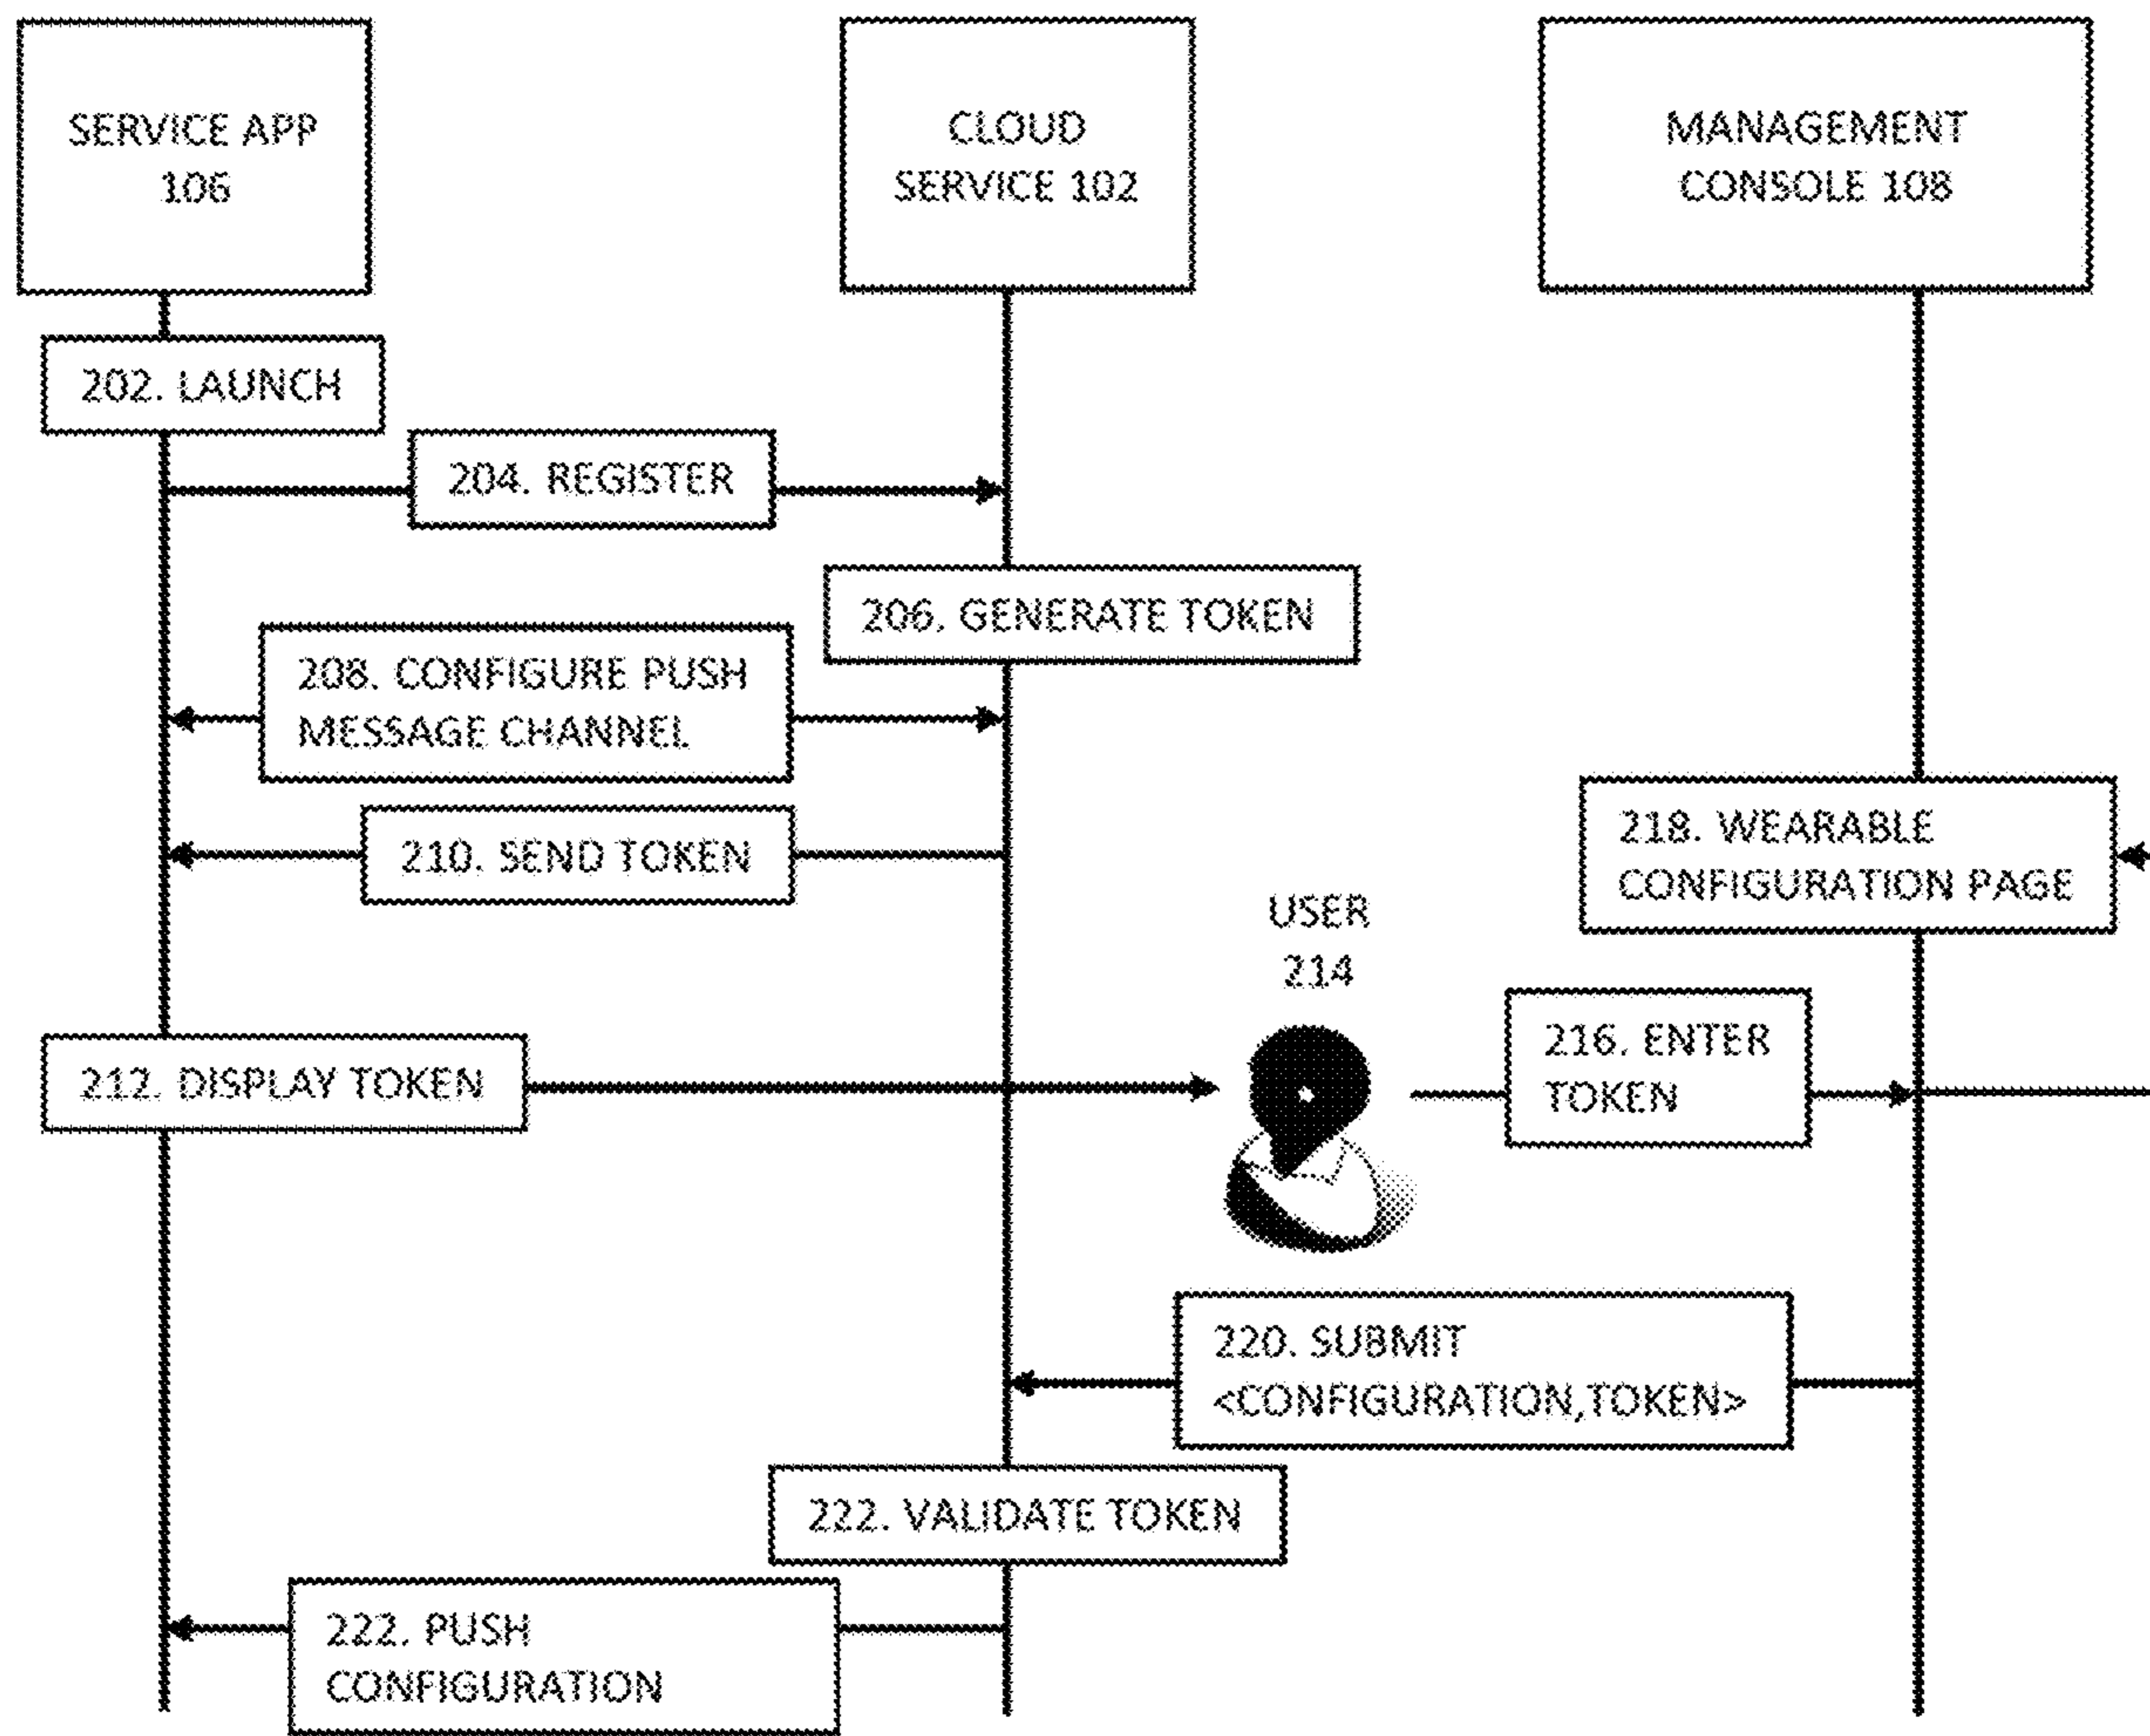 SERVICE APP
106
CLOUD
SERVICE 102
MANAGEMENT
CONSOLE 108
202. LAUNCH
204. REGISTER
206. GENERATE TOKEN
208. CONFIGURE PUSH
MESSAGE CHANNEL
210. SEND TOKEN
218. WEARABLE
CONFIGURATION PAGE
USER
214
212. DISPLAY TOKEN
216. ENTER
TOKEN
220. SUBMIT
<CONFIGURATION,TOKEN>
222. VALIDATE TOKEN
222. PUSH
CONFIGURATION